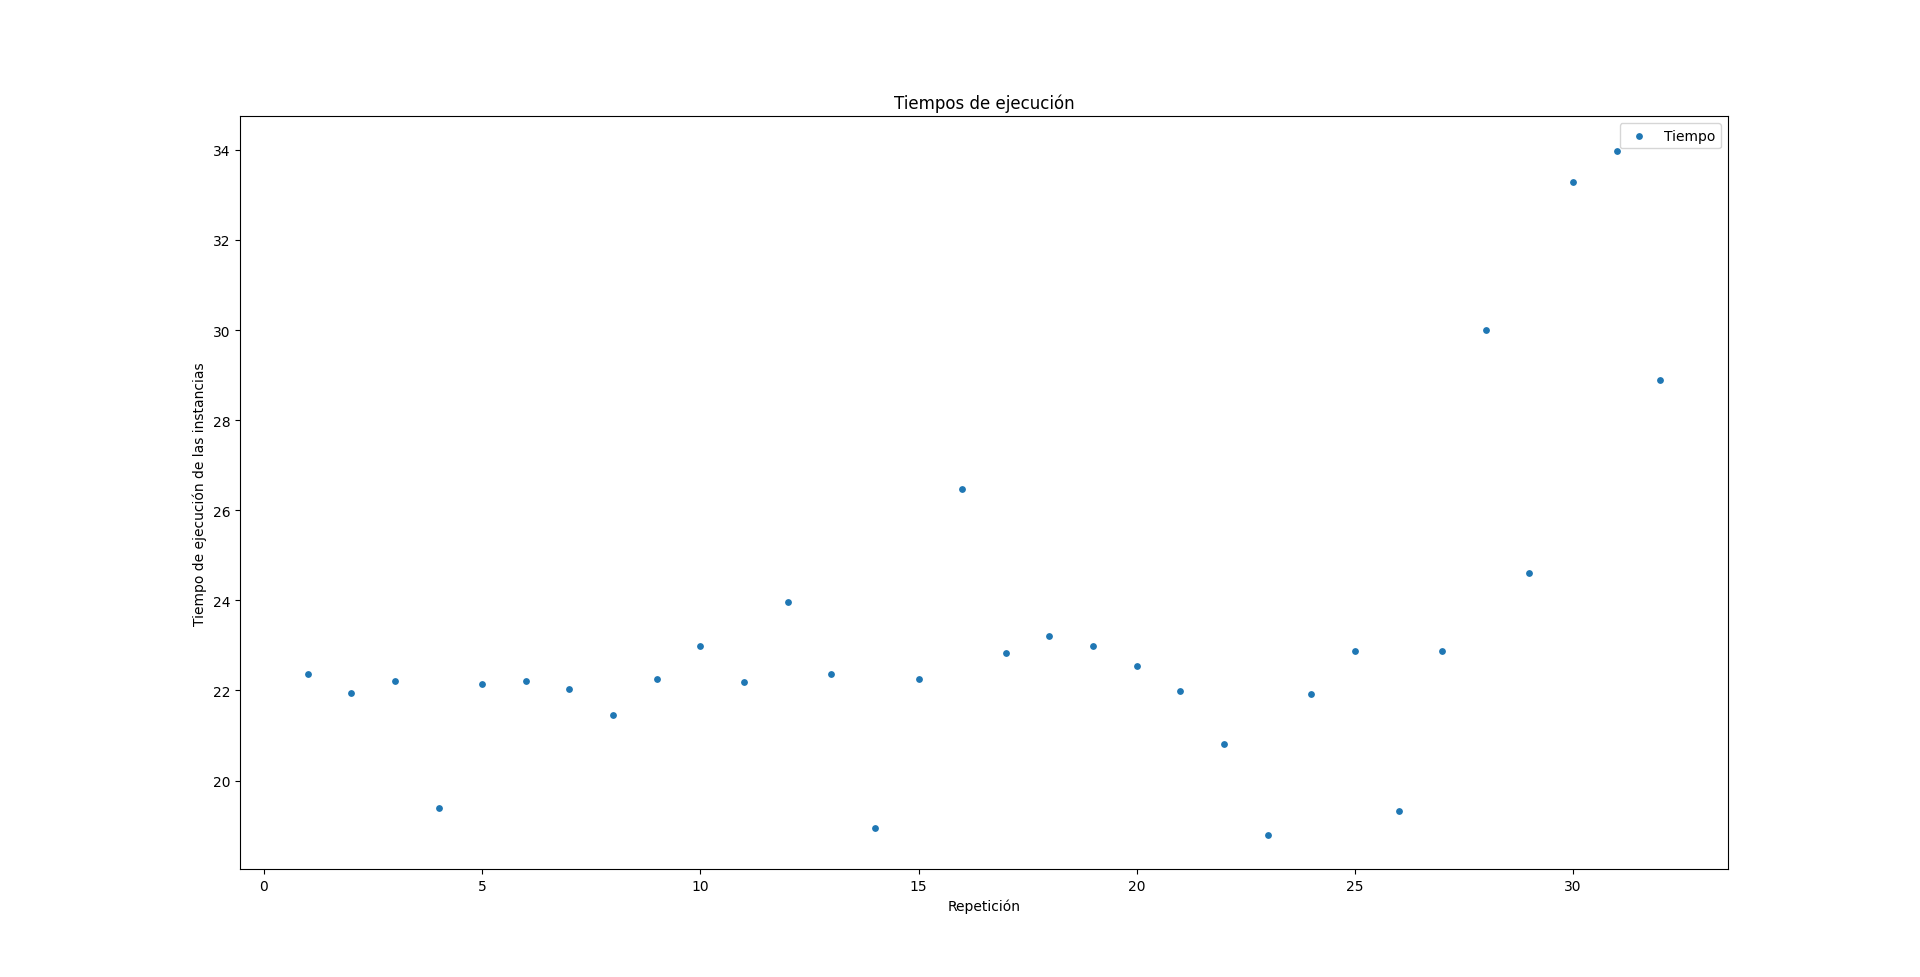 Tiempos de ejecución
Tiempo
34
32
30
28
26
24
22
20
Tiempo de ejecución de las instancias
0 5 10 15 20 25 30
Repetición